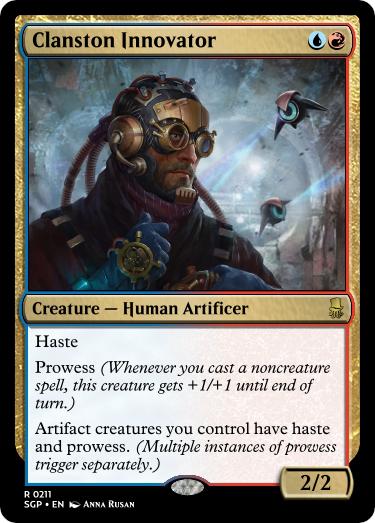 Clanston Innovator
Creature — Human Artificer
Haste
Prowess (Whenever you cast a noncreature
spell, this creature gets +1/+1 until end of
turn.)
Artifact creatures you control have haste
and prowess. (Multiple instances of prowess
trigger separately.)
2/2
R 0211
SGP • EN Anna Rusan